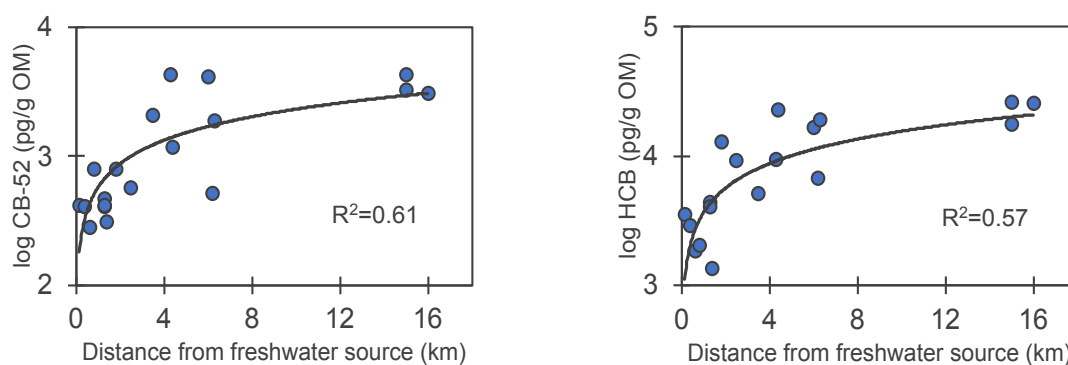 log CB-52 (pg/g OM)
4
3
2
R²=0.61
0 4 8 12 16
Distance from freshwater source (km)
log HCB (pg/g OM)
5
4
3
R²=0.57
0 4 8 12 16
Distance from freshwater source (km)